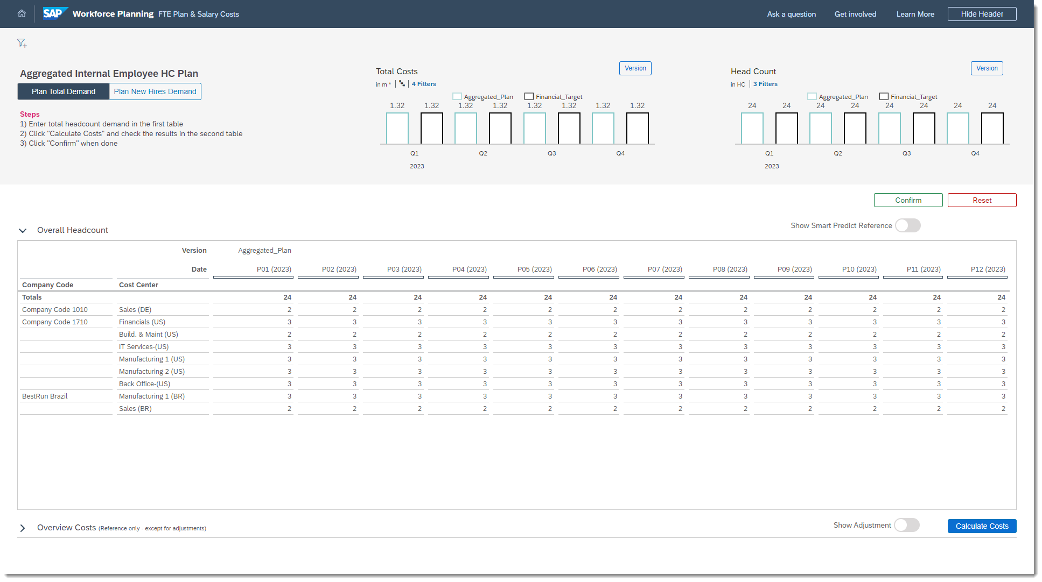 SAP Workforce Planning FTE Plan & Salary Costs Ask a question Get involved Learn More Hide Header
Aggregated Internal Employee HC Plan
Plan Total Demand Plan New Hires Demand
Steps
1) Enter total headcount demand in the first table
2) Click "Calculate Costs" and check the results in the second table
3) Click "Confirm" when done
Total Costs Version
in m 4 Filters
Aggregated_Plan Financial_Target
1.32 1.32 1.32 1.32 1.32 1.32 1.32 1.32
Q1 Q2 Q3 Q4
2023
Head Count Version
in HC 3 Filters
Aggregated_Plan Financial_Target
24 24 24 24 24 24 24 24
Q1 Q2 Q3 Q4
2023
Confirm Reset
Overall Headcount Show Smart Predict Reference
Version Aggregated_Plan
Date P01 (2023) P02 (2023) P03 (2023) P04 (2023) P05 (2023) P06 (2023) P07 (2023) P08 (2023) P09 (2023) P10 (2023) P11 (2023) P12 (2023)
Company Code Cost Center
Totals 24 24 24 24 24 24 24 24 24 24 24 24
Company Code 1010 Sales (DE) 2 2 2 2 2 2 2 2 2 2 2 2
Company Code 1710 Financials (US) 3 3 3 3 3 3 3 3 3 3 3 3
Build. & Maint (US) 2 2 2 2 2 2 2 2 2 2 2 2
IT Services-(US) 3 3 3 3 3 3 3 3 3 3 3 3
Manufacturing 1 (US) 3 3 3 3 3 3 3 3 3 3 3 3
Manufacturing 2 (US) 3 3 3 3 3 3 3 3 3 3 3 3
Back Office-(US) 3 3 3 3 3 3 3 3 3 3 3 3
BestRun Brazil Manufacturing 1 (BR) 3 3 3 3 3 3 3 3 3 3 3 3
Sales (BR) 2 2 2 2 2 2 2 2 2 2 2 2
Overview Costs (Reference only - except for adjustments) Show Adjustment Calculate Costs